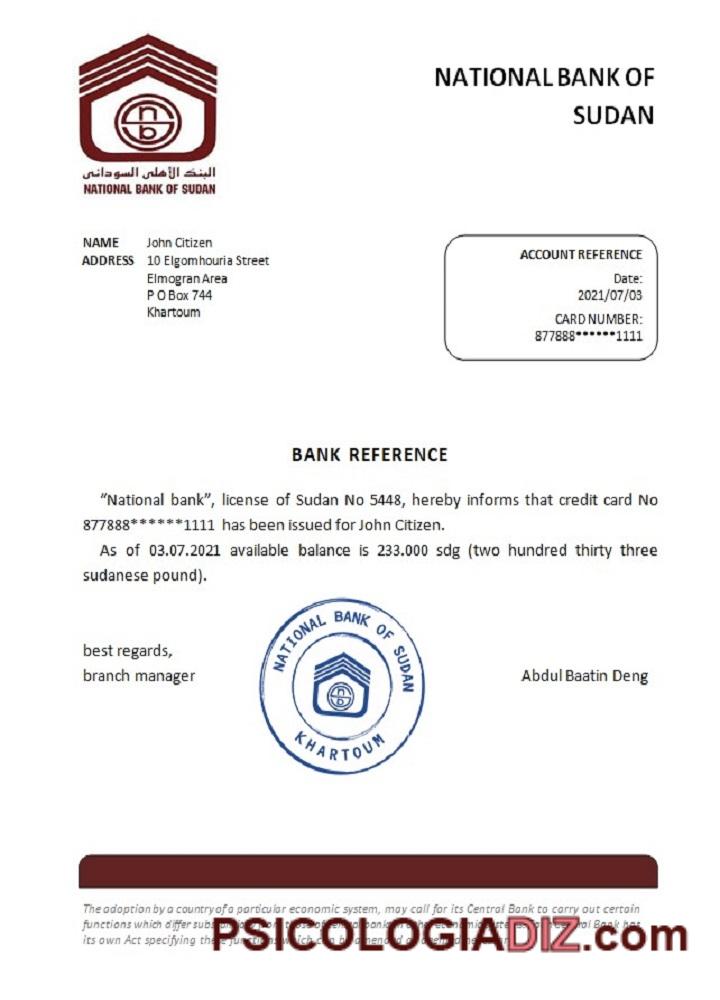 NATIONAL BANK OF
SUDAN
البنك الأهلي السوداني
NATIONAL BANK OF SUDAN
NAME John Citizen
ADDRESS 10 Elgomhouria Street
Elmogran Area
P O Box 744
Khartoum
ACCOUNT REFERENCE
Date:
2021/07/03
CARD NUMBER:
877888******1111
BANK REFERENCE
“National bank”, license of Sudan No 5448, hereby informs that credit card No
877888******1111 has been issued for John Citizen.
As of 03.07.2021 available balance is 233.000 sdg (two hundred thirty three
sudanese pound).
best regards,
branch manager
NATIONAL BANK OF SUDAN
KHARTOUM
Abdul Baatin Deng
The adoption by a country of a particular economic system, may call for its Central Bank to carry out certain
functions which differ Bank has
its own Act specifying
PSICOLOGIADIZ.com